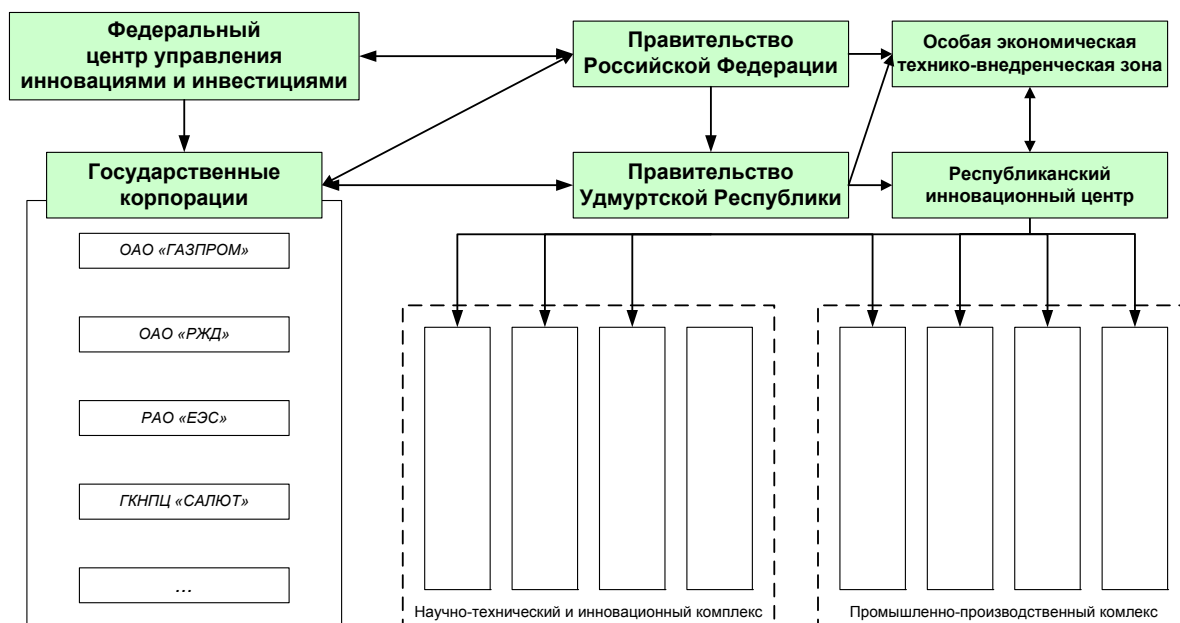 Федеральный
центр управления
инновациями и инвестициями
Правительство
Российской Федерации
Особая экономическая
технико-внедренческая зона
Государственные
корпорации
Правительство
Удмуртской Республики
Республиканский
инновационный центр
ОАО «ГАЗПРОМ»
ОАО «РЖД»
РАО «ЕЭС»
ГКНПЦ «САЛЮТ»
...
Научно-технический и инновационный комплекс
Промышленно-производственный комлекс